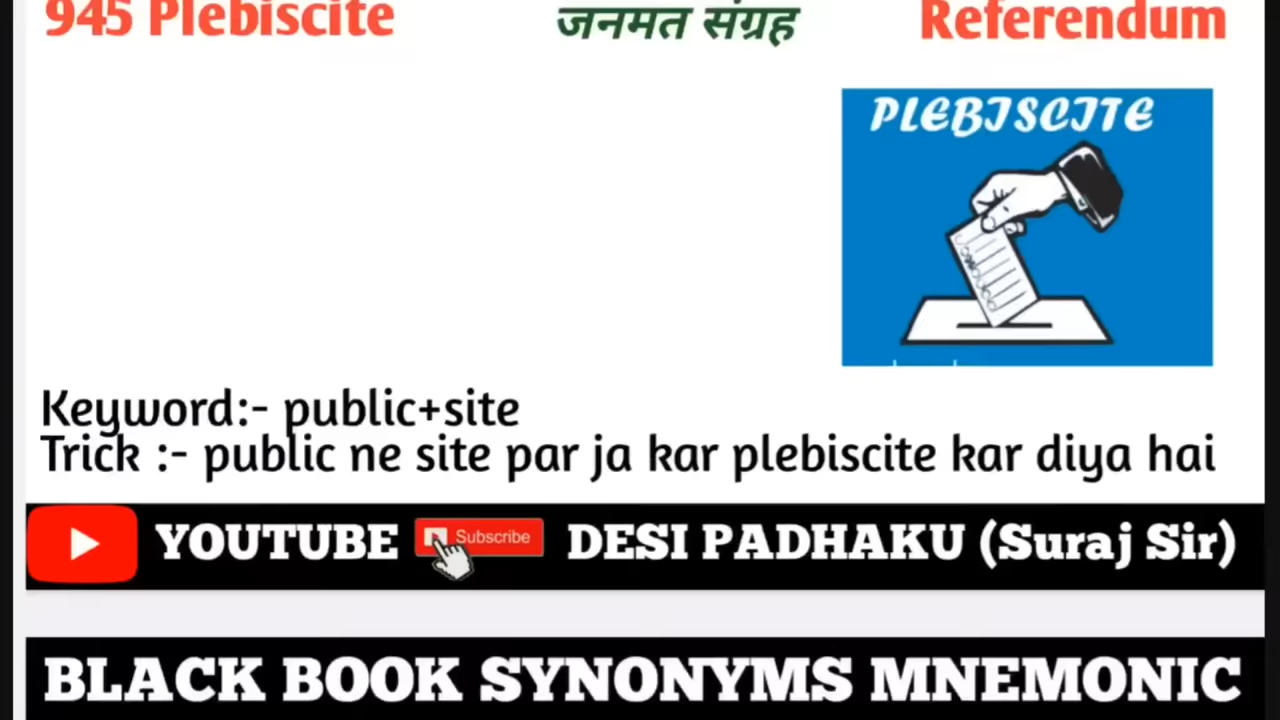 945 Plebiscite जनमत संग्रह Referendum
PLEBISCITE
Keyword:- public+site
Trick :- public ne site par ja kar plebiscite kar diya hai
YOUTUBE Subscribe DESI PADHAKU (Suraj Sir)
BLACK BOOK SYNONYMS MNEMONIC